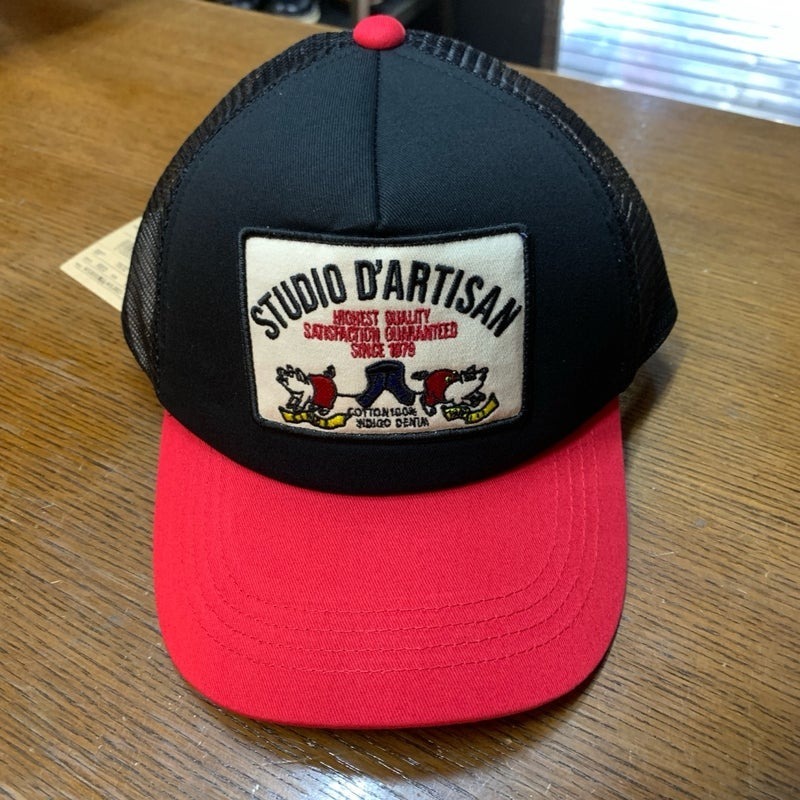 STUDIO D'ARTISAN
HIGHEST QUALITY
SATISFACTION GUARANTEED
SINCE 1979
COTTON 100%
INDIGO DENIM